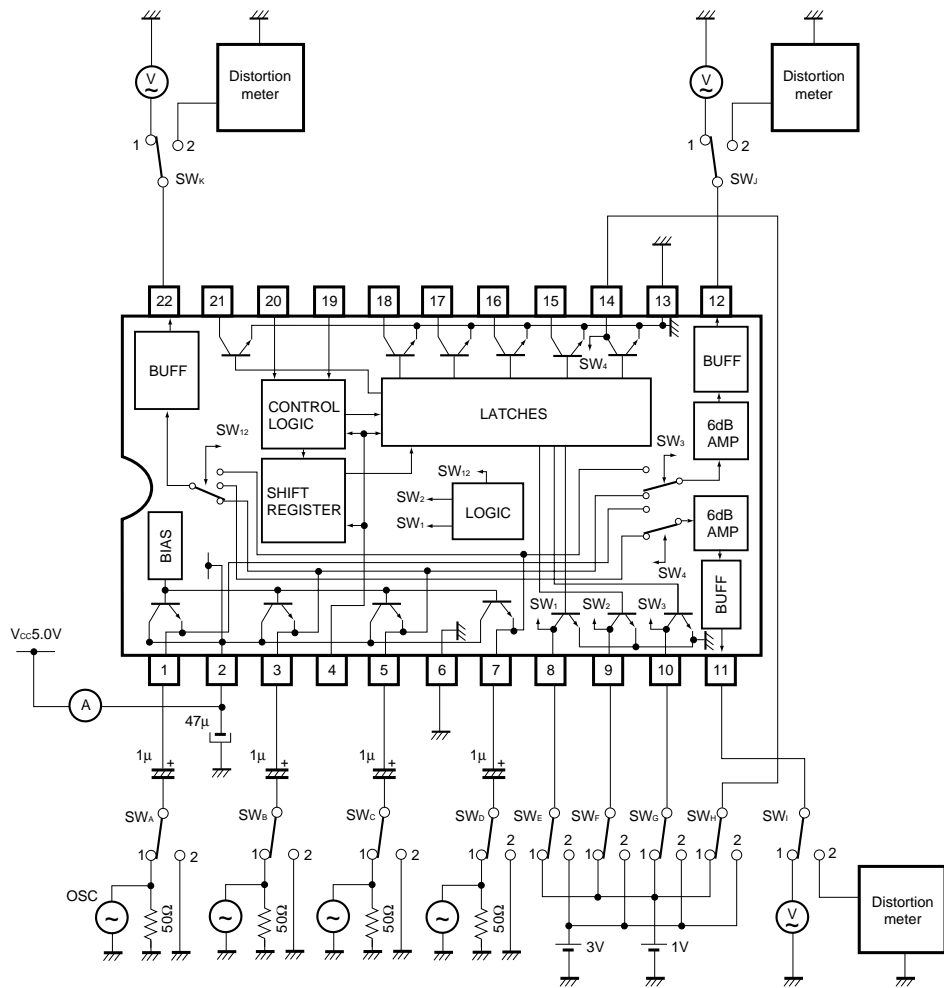 V
Distortion
meter
1
2
SWK
V
Distortion
meter
1
2
SWJ
22
21
20
19
18
17
16
15
14
13
12
BUFF
SW4
BUFF
CONTROL
LOGIC
LATCHES
6dB
AMP
SW12
SW3
SHIFT
REGISTER
SW12
SW2
SW1
LOGIC
6dB
AMP
BIAS
SW4
BUFF
SW1
SW2
SW3
VCC5.0V
1
2
3
4
5
6
7
8
9
10
11
A
47μ
1μ
+
1μ
+
1μ
+
1μ
+
SWA
SWB
SWC
SWD
SWE
SWF
SWG
SWH
SWI
1
2
1
2
1
2
1
2
1
2
1
2
1
2
1
2
1
2
OSC
50Ω
50Ω
50Ω
50Ω
3V
1V
V
Distortion
meter